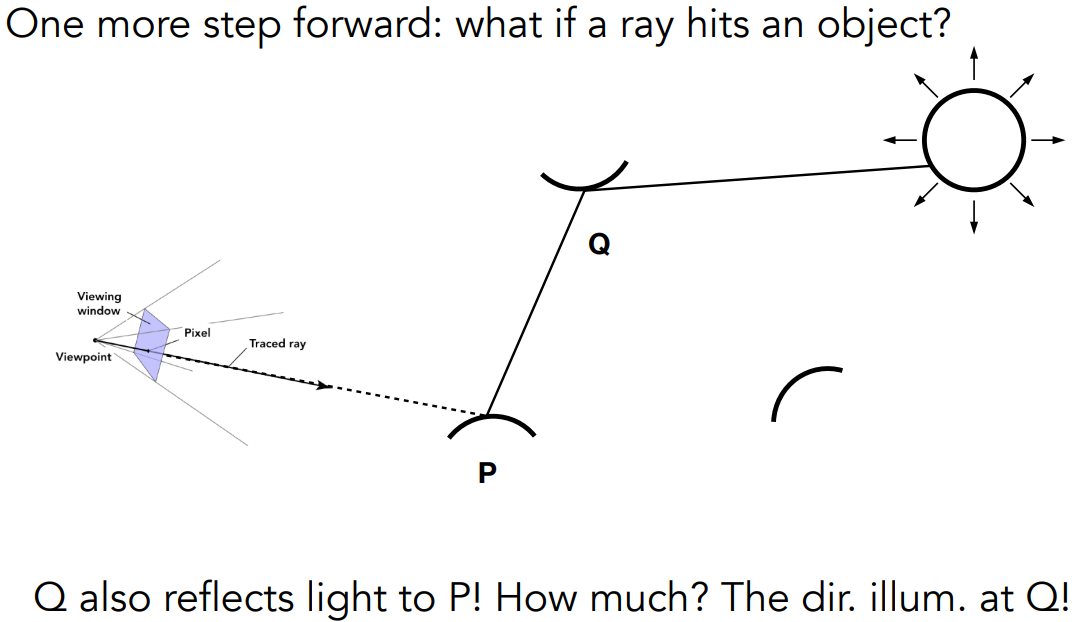 One more step forward: what if a ray hits an object?
Q
Viewing
window
Pixel
Traced ray
Viewpoint
P
Q also reflects light to P! How much? The dir. illum. at Q!